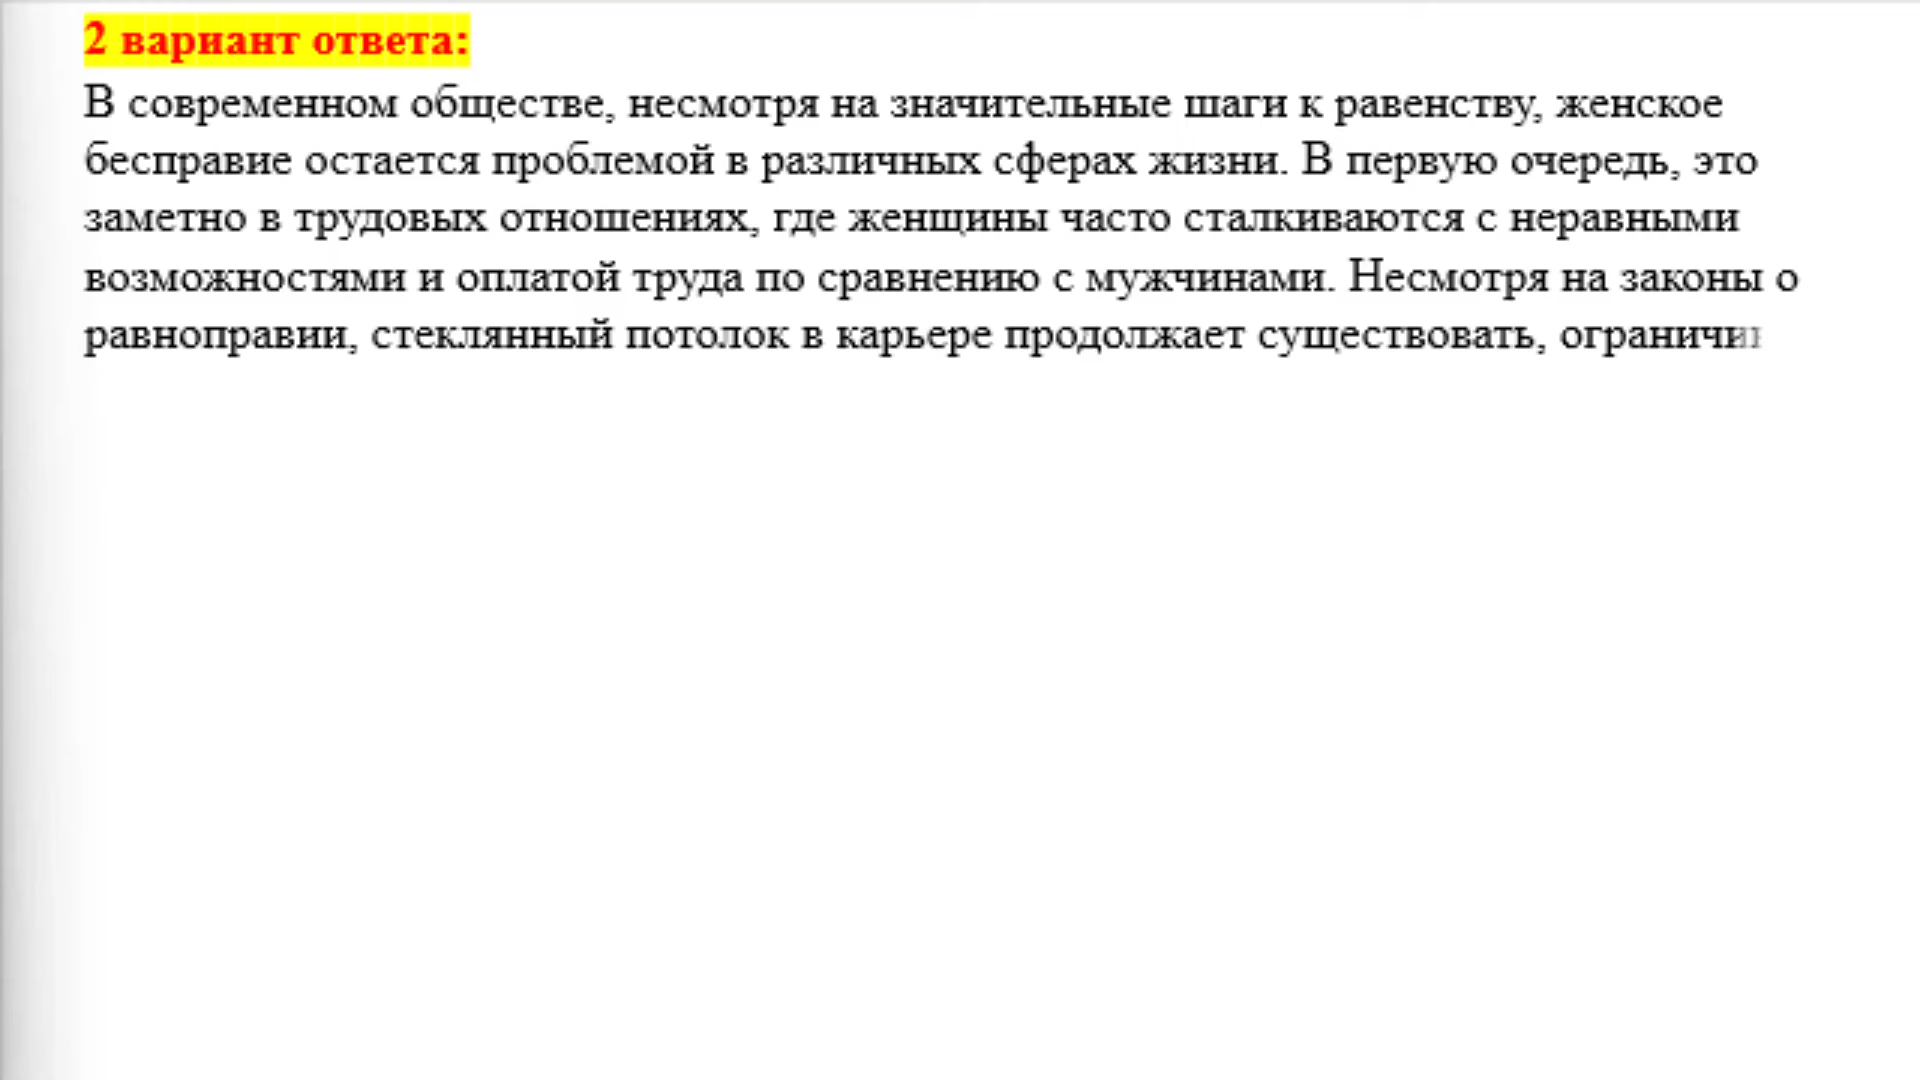 2 вариант ответа:
В современном обществе, несмотря на значительные шаги к равенству, женское
бесправие остается проблемой в различных сферах жизни. В первую очередь, это
заметно в трудовых отношениях, где женщины часто сталкиваются с неравными
возможностями и оплатой труда по сравнению с мужчинами. Несмотря на законы о
равноправии, стеклянный потолок в карьере продолжает существовать,